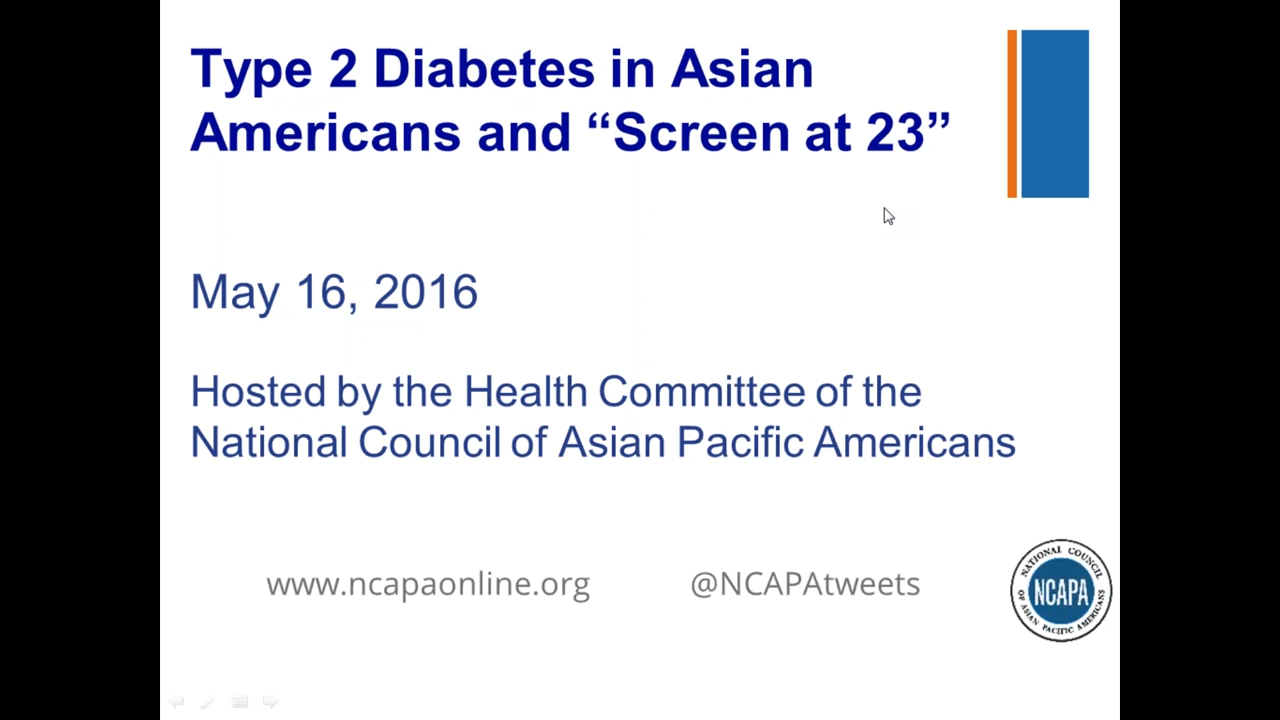 Type 2 Diabetes in Asian
Americans and “Screen at 23”
May 16, 2016
Hosted by the Health Committee of the
National Council of Asian Pacific Americans
www.ncapaonline.org
@NCAPAtweets
NATIONAL COUNCIL
NCAPA
OF ASIAN PACIFIC AMERICANS